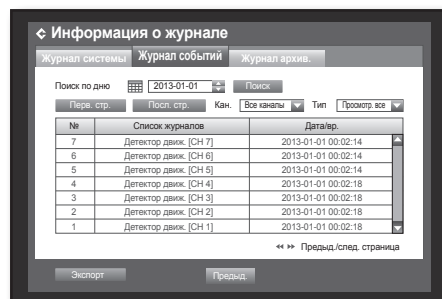 Информация о журнале
Журнал системы Журнал событий Журнал архив.
Поиск по дню 2013-01-01 Поиск
Перв. стр. Посл. стр. Кан. Все каналы Тип Просмотр. все
№ Список журналов Дата/вр.
7 Детектор движ. [CH 7] 2013-01-01 00:02:14
6 Детектор движ. [CH 6] 2013-01-01 00:02:14
5 Детектор движ. [CH 5] 2013-01-01 00:02:14
4 Детектор движ. [CH 4] 2013-01-01 00:02:18
3 Детектор движ. [CH 3] 2013-01-01 00:02:18
2 Детектор движ. [CH 2] 2013-01-01 00:02:18
1 Детектор движ. [CH 1] 2013-01-01 00:02:18
Предыд./след. страница
Экспорт Предыд.